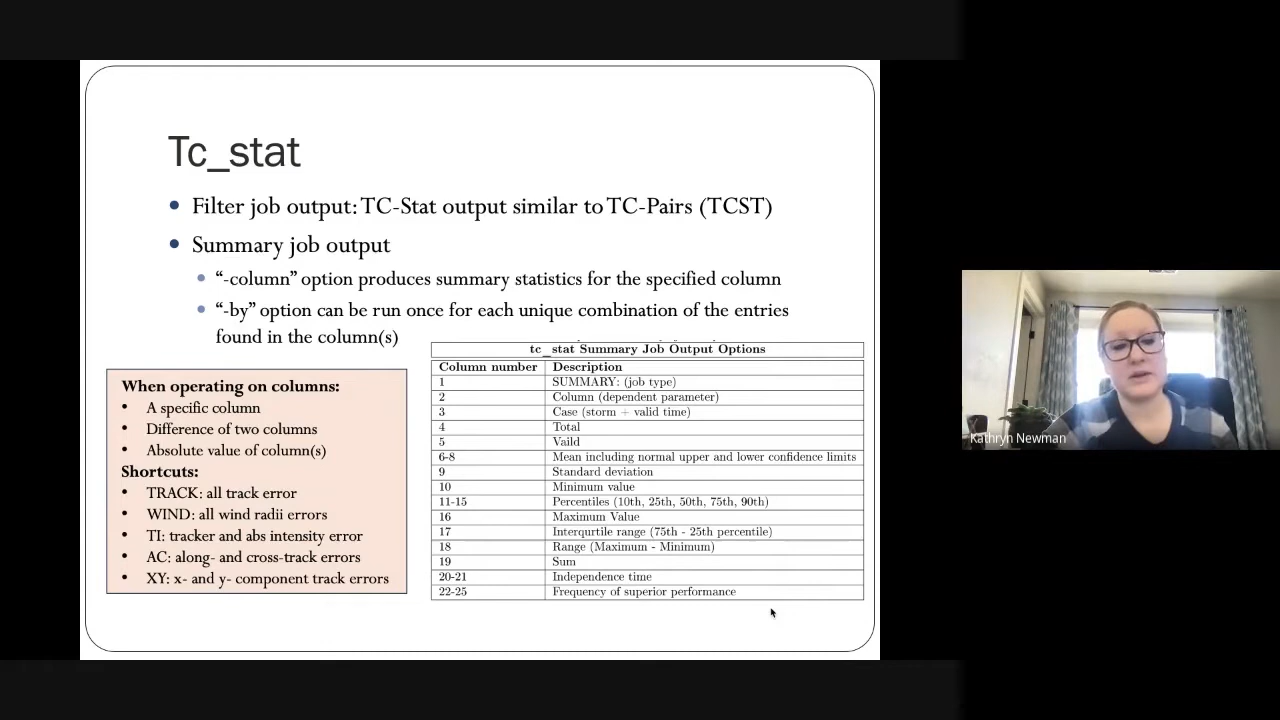 Tc_stat
• Filter job output: TC-Stat output similar to TC-Pairs (TCST)
• Summary job output
• “-column” option produces summary statistics for the specified column
• “-by” option can be run once for each unique combination of the entries
found in the column(s)
When operating on columns:
• A specific column
• Difference of two columns
• Absolute value of column(s)
Shortcuts:
• TRACK: all track error
• WIND: all wind radii errors
• TI: tracker and abs intensity error
• AC: along- and cross-track errors
• XY: x- and y- component track errors
tc_stat Summary Job Output Options
Column number Description
1 SUMMARY: (job type)
2 Column (dependent parameter)
3 Case (storm + valid time)
4 Total
5 Vaild
6-8 Mean including normal upper and lower confidence limits
9 Standard deviation
10 Minimum value
11-15 Percentiles (10th, 25th, 50th, 75th, 90th)
16 Maximum Value
17 Interqurtile range (75th - 25th percentile)
18 Range (Maximum - Minimum)
19 Sum
20-21 Independence time
22-25 Frequency of superior performance
Kathryn Newman